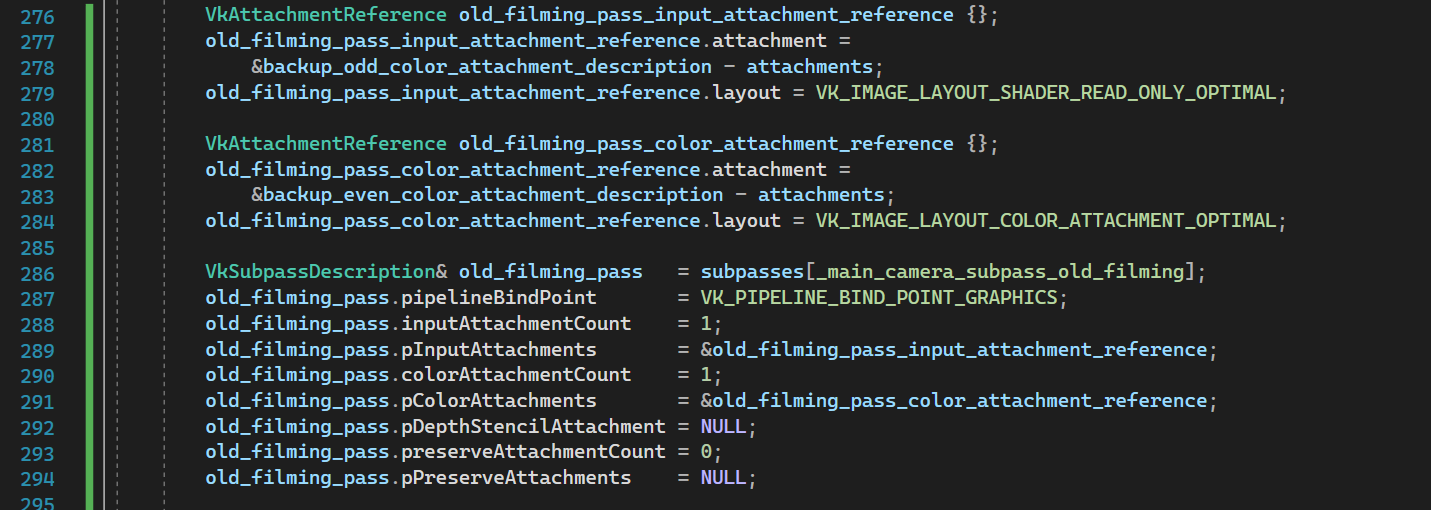 276 VkAttachmentReference old_filming_pass_input_attachment_reference {};
277 old_filming_pass_input_attachment_reference.attachment =
278 &backup_odd_color_attachment_description - attachments;
279 old_filming_pass_input_attachment_reference.layout = VK_IMAGE_LAYOUT_SHADER_READ_ONLY_OPTIMAL;
280
281 VkAttachmentReference old_filming_pass_color_attachment_reference {};
282 old_filming_pass_color_attachment_reference.attachment =
283 &backup_even_color_attachment_description - attachments;
284 old_filming_pass_color_attachment_reference.layout = VK_IMAGE_LAYOUT_COLOR_ATTACHMENT_OPTIMAL;
285
286 VkSubpassDescription& old_filming_pass = subpasses[_main_camera_subpass_old_filming];
287 old_filming_pass.pipelineBindPoint = VK_PIPELINE_BIND_POINT_GRAPHICS;
288 old_filming_pass.inputAttachmentCount = 1;
289 old_filming_pass.pInputAttachments = &old_filming_pass_input_attachment_reference;
290 old_filming_pass.colorAttachmentCount = 1;
291 old_filming_pass.pColorAttachments = &old_filming_pass_color_attachment_reference;
292 old_filming_pass.pDepthStencilAttachment = NULL;
293 old_filming_pass.preserveAttachmentCount = 0;
294 old_filming_pass.pPreserveAttachments = NULL;
295